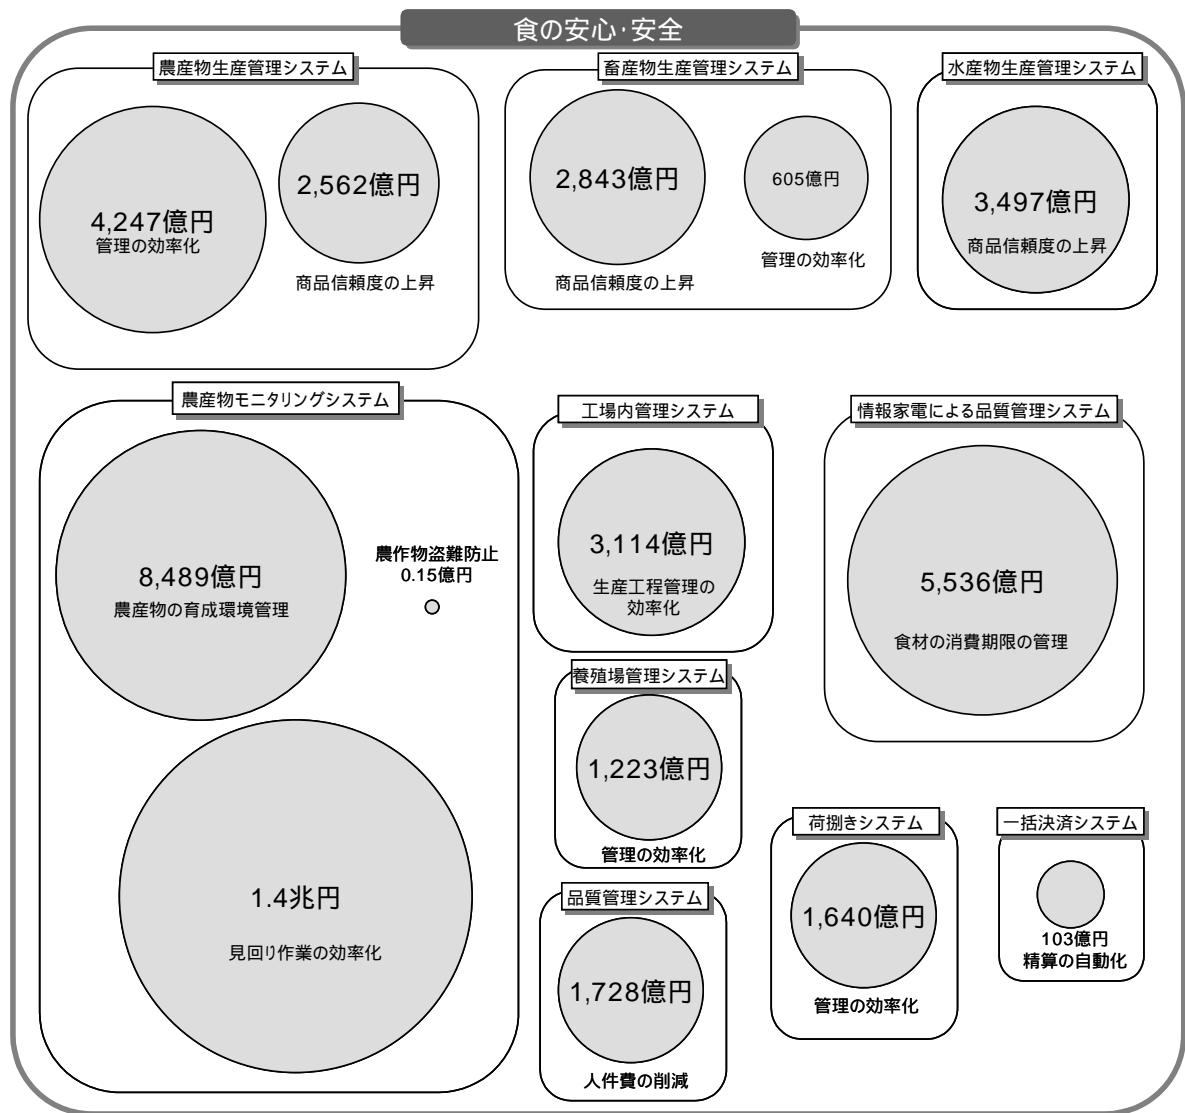 食の安心・安全
農産物生産管理システム
4,247億円
管理の効率化
2,562億円
商品信頼度の上昇
畜産物生産管理システム
2,843億円
商品信頼度の上昇
605億円
管理の効率化
水産物生産管理システム
3,497億円
商品信頼度の上昇
農産物モニタリングシステム
8,489億円
農産物の育成環境管理
農作物盗難防止
0.15億円
1.4兆円
見回り作業の効率化
工場内管理システム
3,114億円
生産工程管理の
効率化
情報家電による品質管理システム
5,536億円
食材の消費期限の管理
養殖場管理システム
1,223億円
管理の効率化
品質管理システム
1,728億円
人件費の削減
荷捌きシステム
1,640億円
管理の効率化
一括決済システム
103億円
精算の自動化